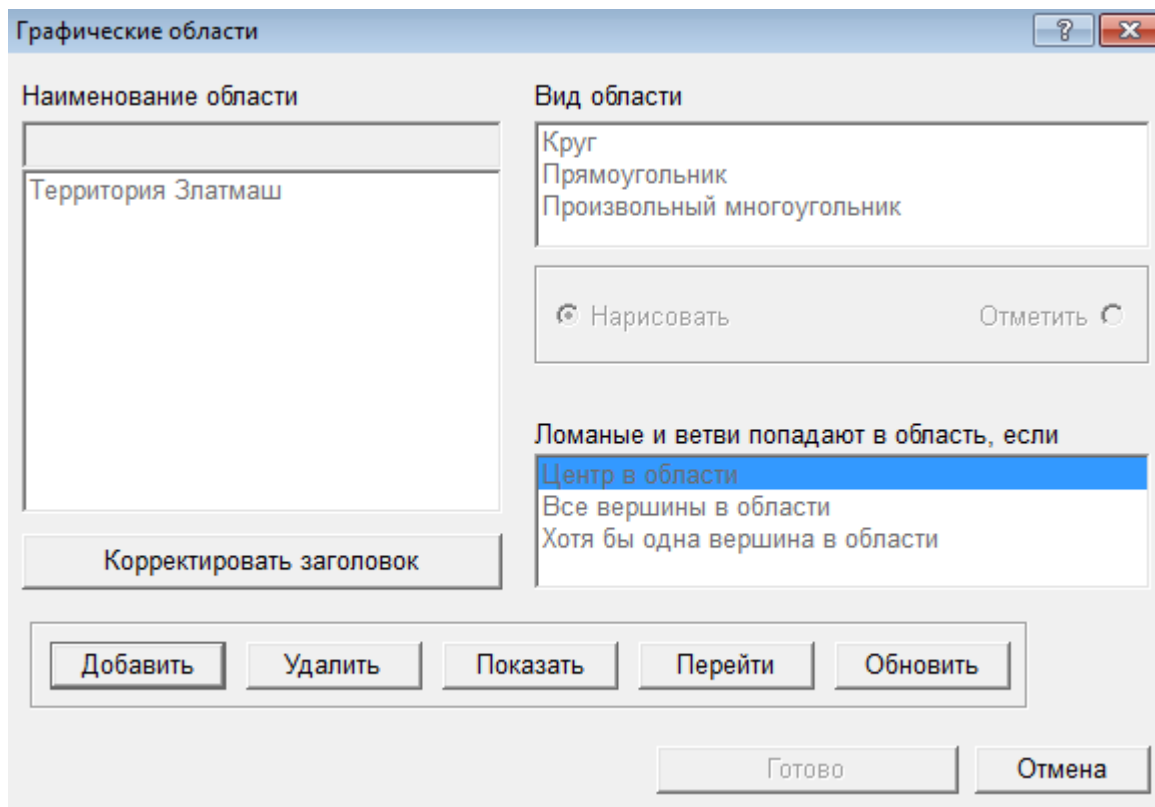 Графические области
Наименование области
Территория Златмаш
Корректировать заголовок
Вид области
Круг
Прямоугольник
Произвольный многоугольник
Нарисовать
Отметить
Ломаные и ветви попадают в область, если
Центр в области
Все вершины в области
Хотя бы одна вершина в области
Добавить
Удалить
Показать
Перейти
Обновить
Готово
Отмена